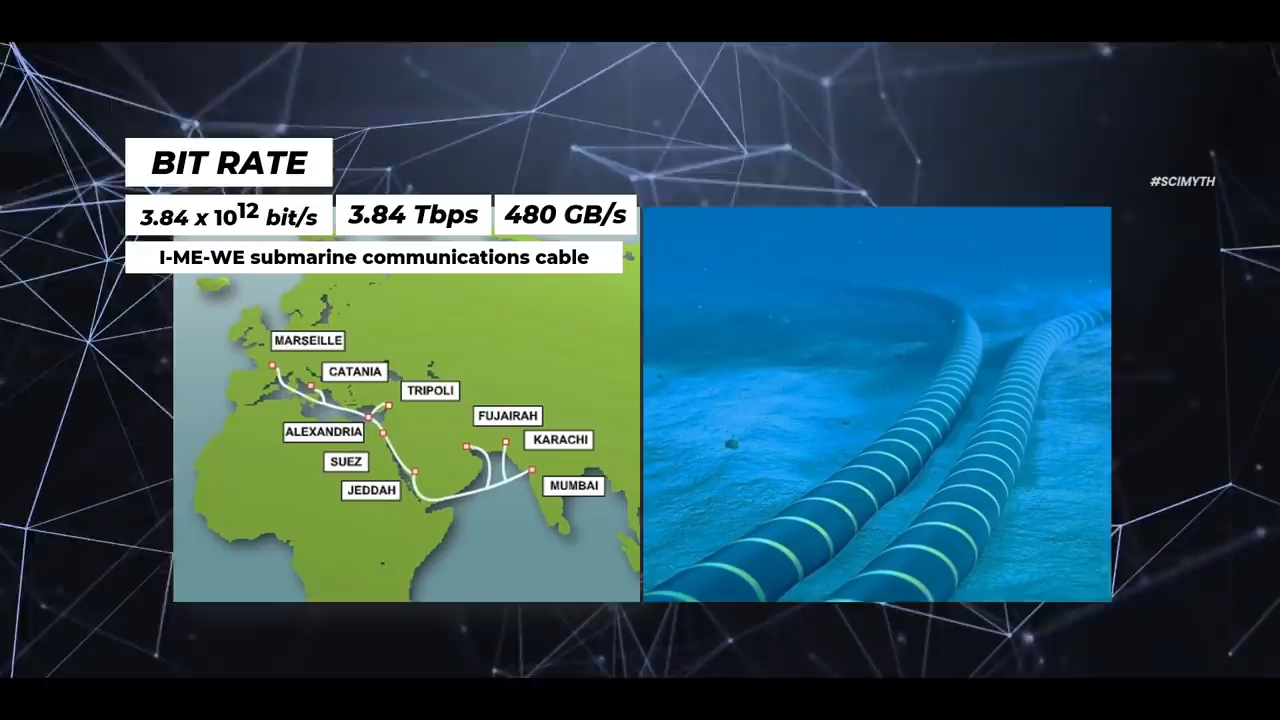 BIT RATE
#SCIMYTH
3.84 x 10¹² bit/s 3.84 Tbps 480 GB/s
I-ME-WE submarine communications cable
MARSEILLE
CATANIA
TRIPOLI
FUJAIRAH
ALEXANDRIA
KARACHI
SUEZ
MUMBAI
JEDDAH